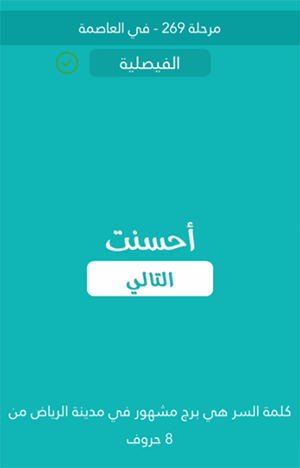 مرحلة 269 - في العاصمة
الفيصلية
أحسنت
التالي
كلمة السر هي برج مشهور في مدينة الرياض من
8 حروف